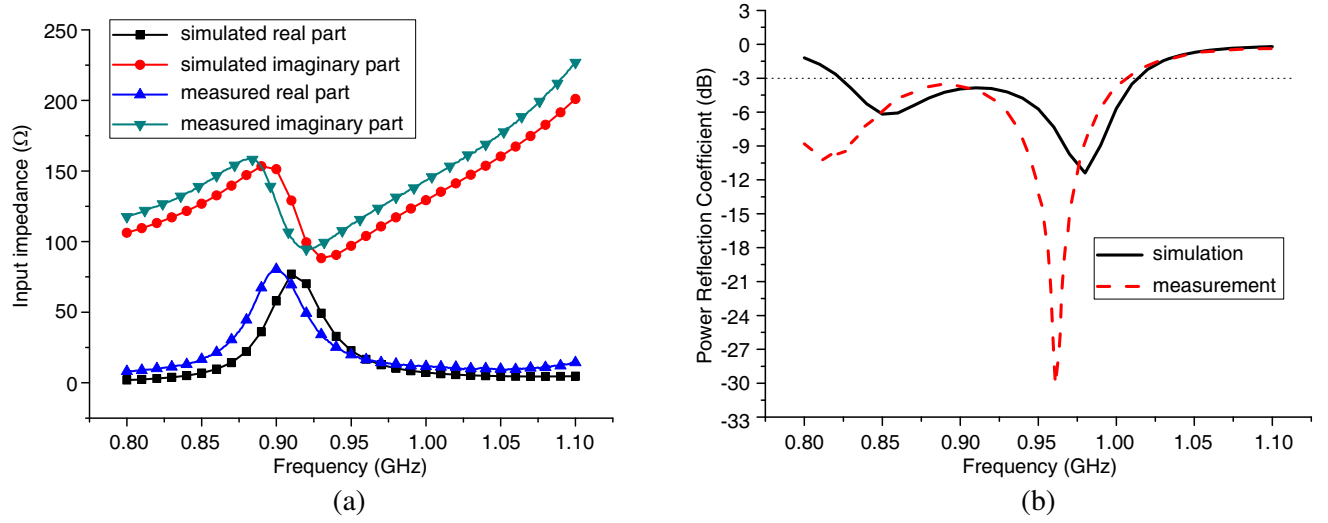 250
200
150
100
50
0
Input impedance (Ω)
simulated real part
simulated imaginary part
measured real part
measured imaginary part
0.80 0.85 0.90 0.95 1.00 1.05 1.10
Frequency (GHz)
(a)
3
0
-3
-6
-9
-12
-15
-18
-21
-24
-27
-30
-33
Power Reflection Coefficient (dB)
simulation
measurement
0.80 0.85 0.90 0.95 1.00 1.05 1.10
Frequency (GHz)
(b)